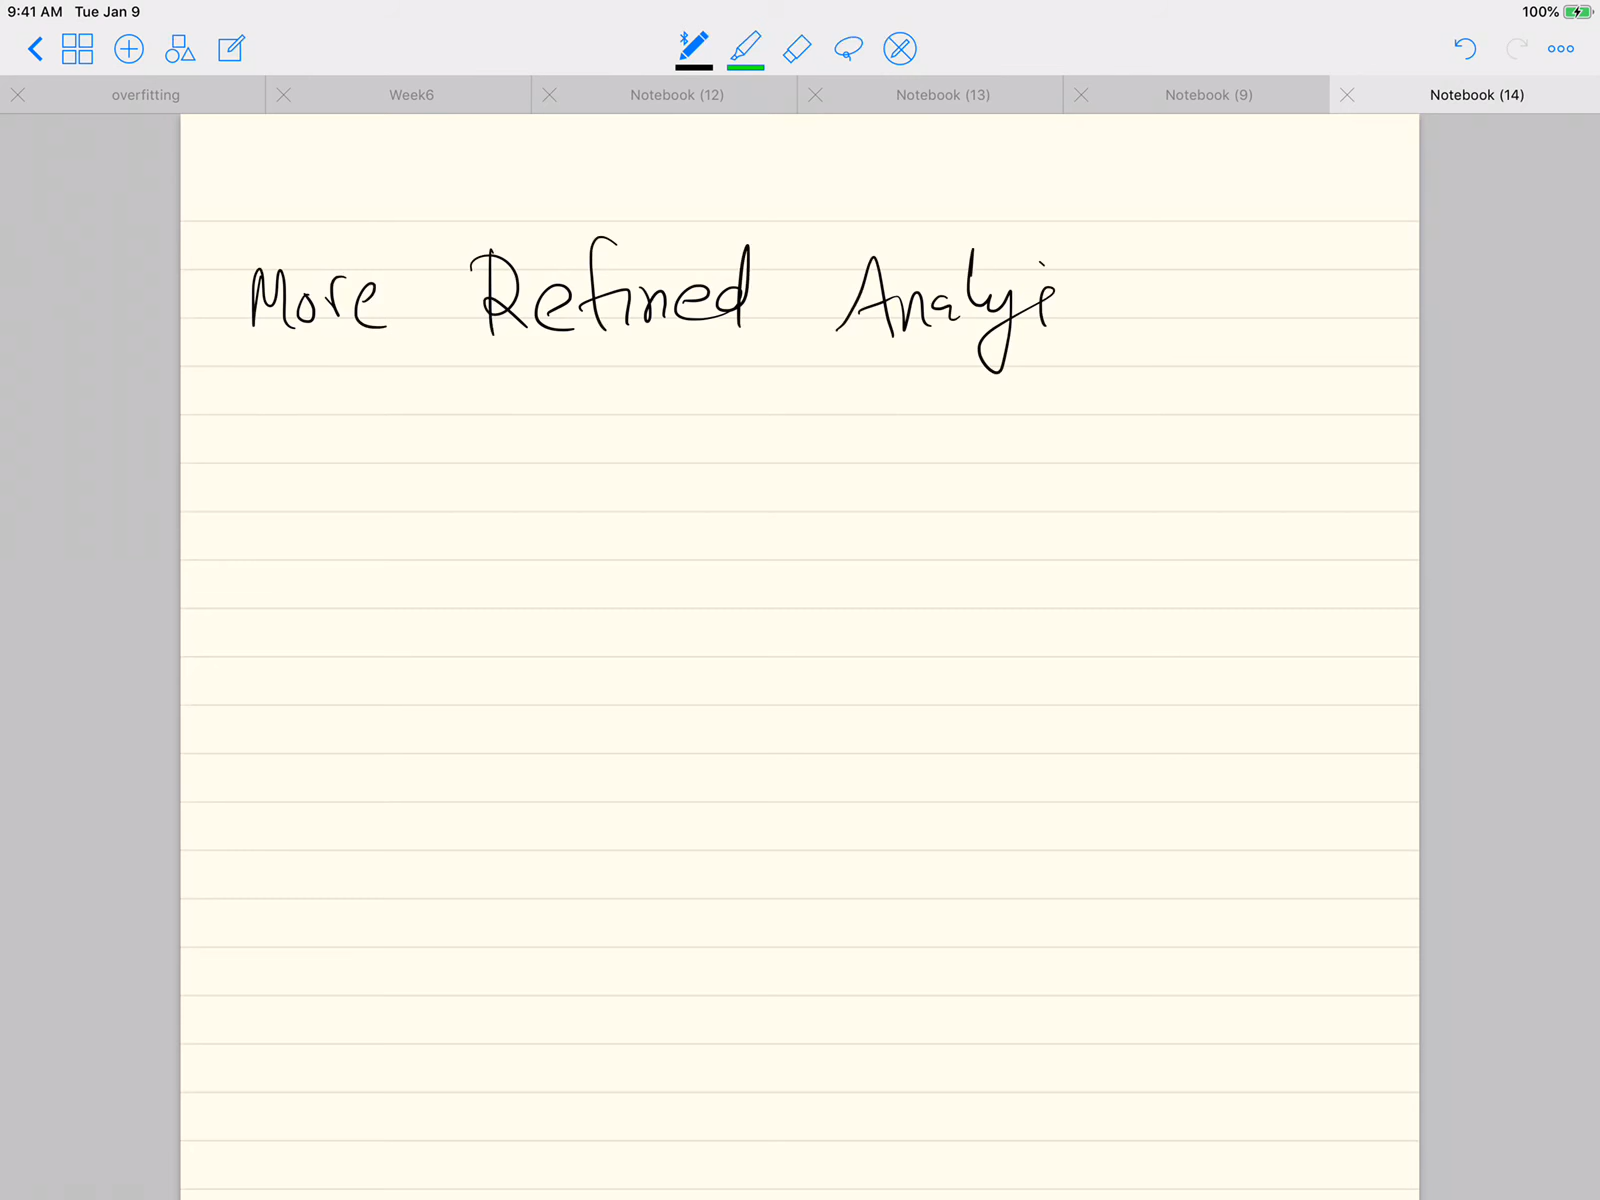 9:41 AM Tue Jan 9 100%
overfitting Week6 Notebook (12) Notebook (13) Notebook (9) Notebook (14)
More Refined Analysi